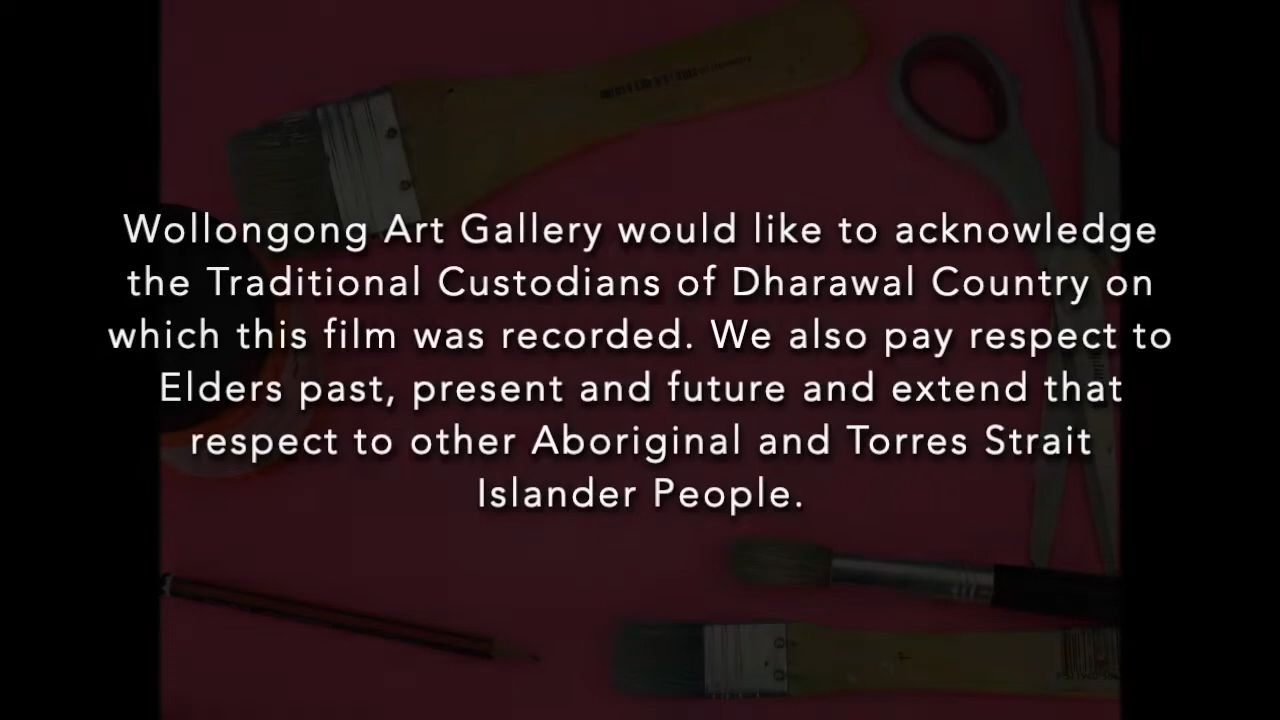 Wollongong Art Gallery would like to acknowledge
the Traditional Custodians of Dharawal Country on
which this film was recorded. We also pay respect to
Elders past, present and future and extend that
respect to other Aboriginal and Torres Strait
Islander People.